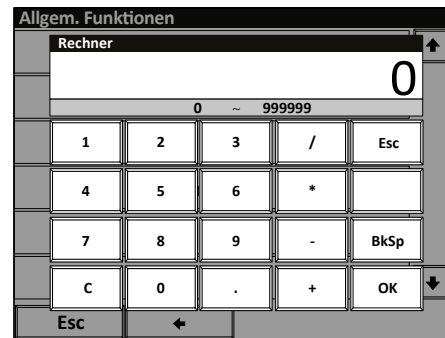 Allgem. Funktionen
Rechner
0
0 ~ 999999
1 2 3 / Esc
4 5 6 *
7 8 9 - BkSp
C 0 . + OK
Esc